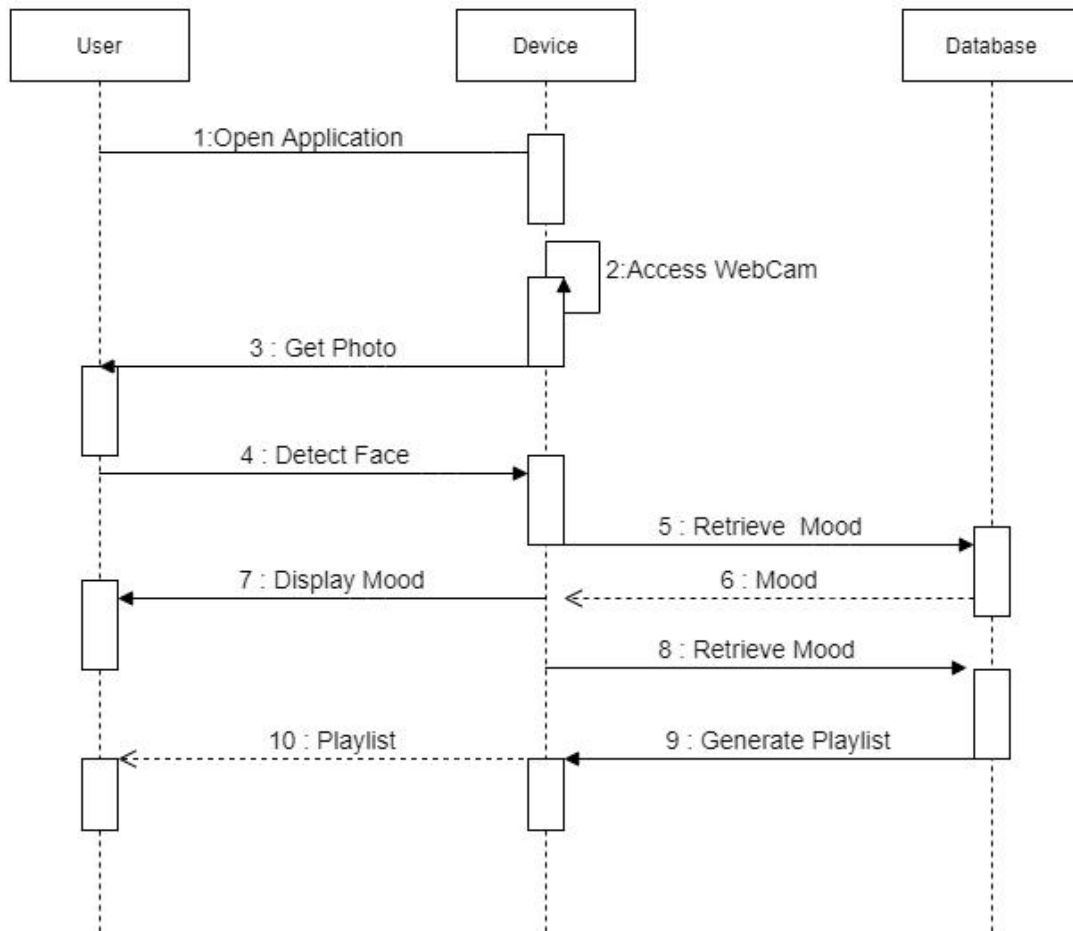 User
Device
Database
1:Open Application
2:Access WebCam
3 : Get Photo
4 : Detect Face
5 : Retrieve  Mood
7 : Display Mood
6 : Mood
8 : Retrieve Mood
10 : Playlist
9 : Generate Playlist